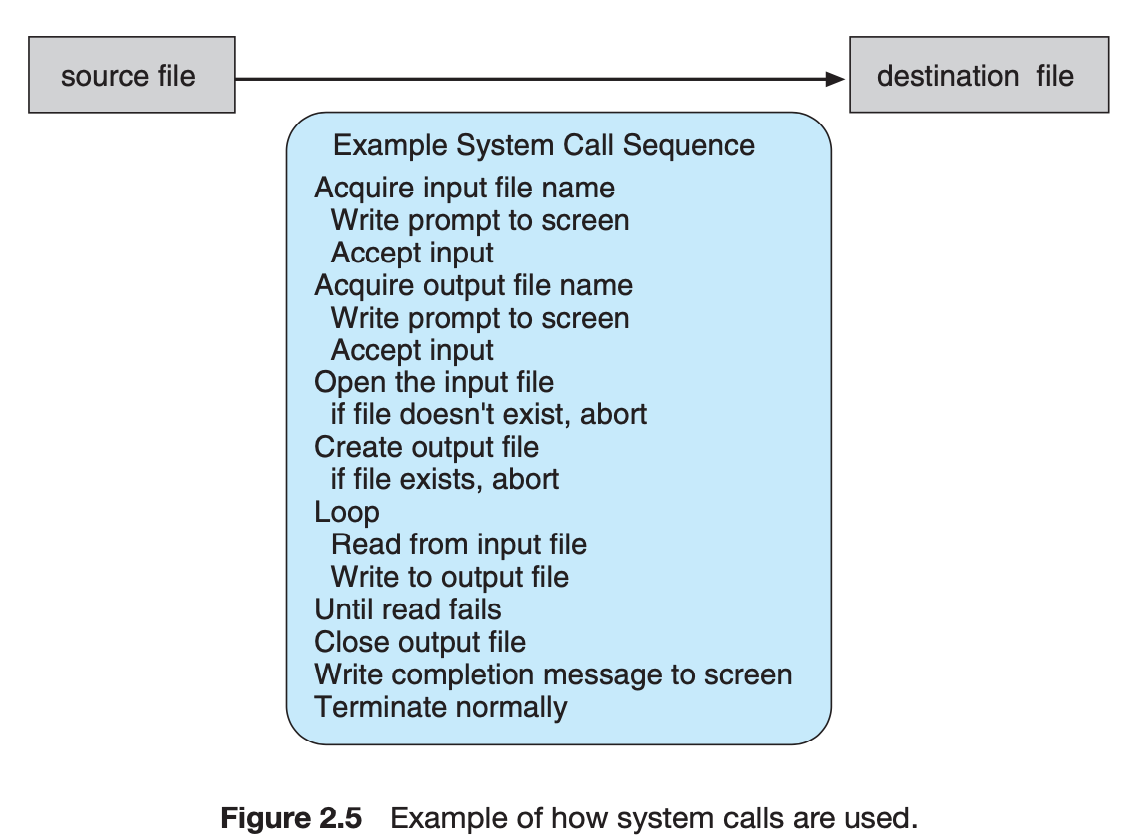 source file
destination file
Example System Call Sequence
Acquire input file name
Write prompt to screen
Accept input
Acquire output file name
Write prompt to screen
Accept input
Open the input file
if file doesn't exist, abort
Create output file
if file exists, abort
Loop
Read from input file
Write to output file
Until read fails
Close output file
Write completion message to screen
Terminate normally
Figure 2.5 Example of how system calls are used.